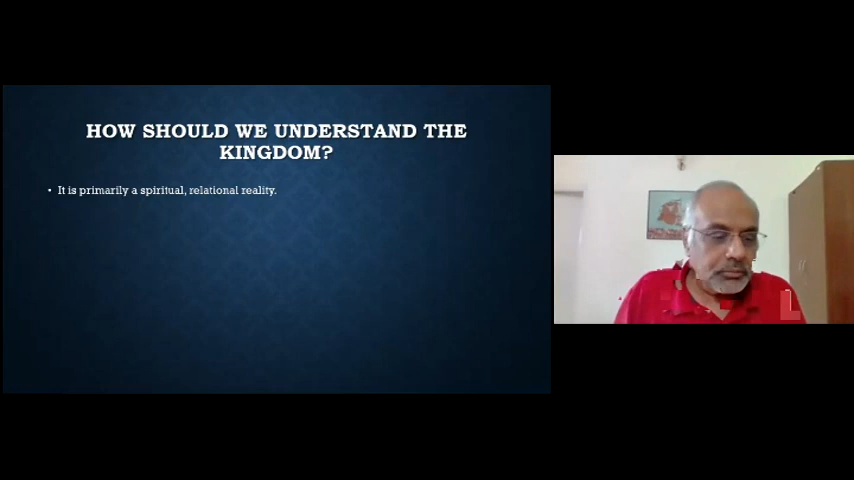 HOW SHOULD WE UNDERSTAND THE
KINGDOM?
• It is primarily a spiritual, relational reality.